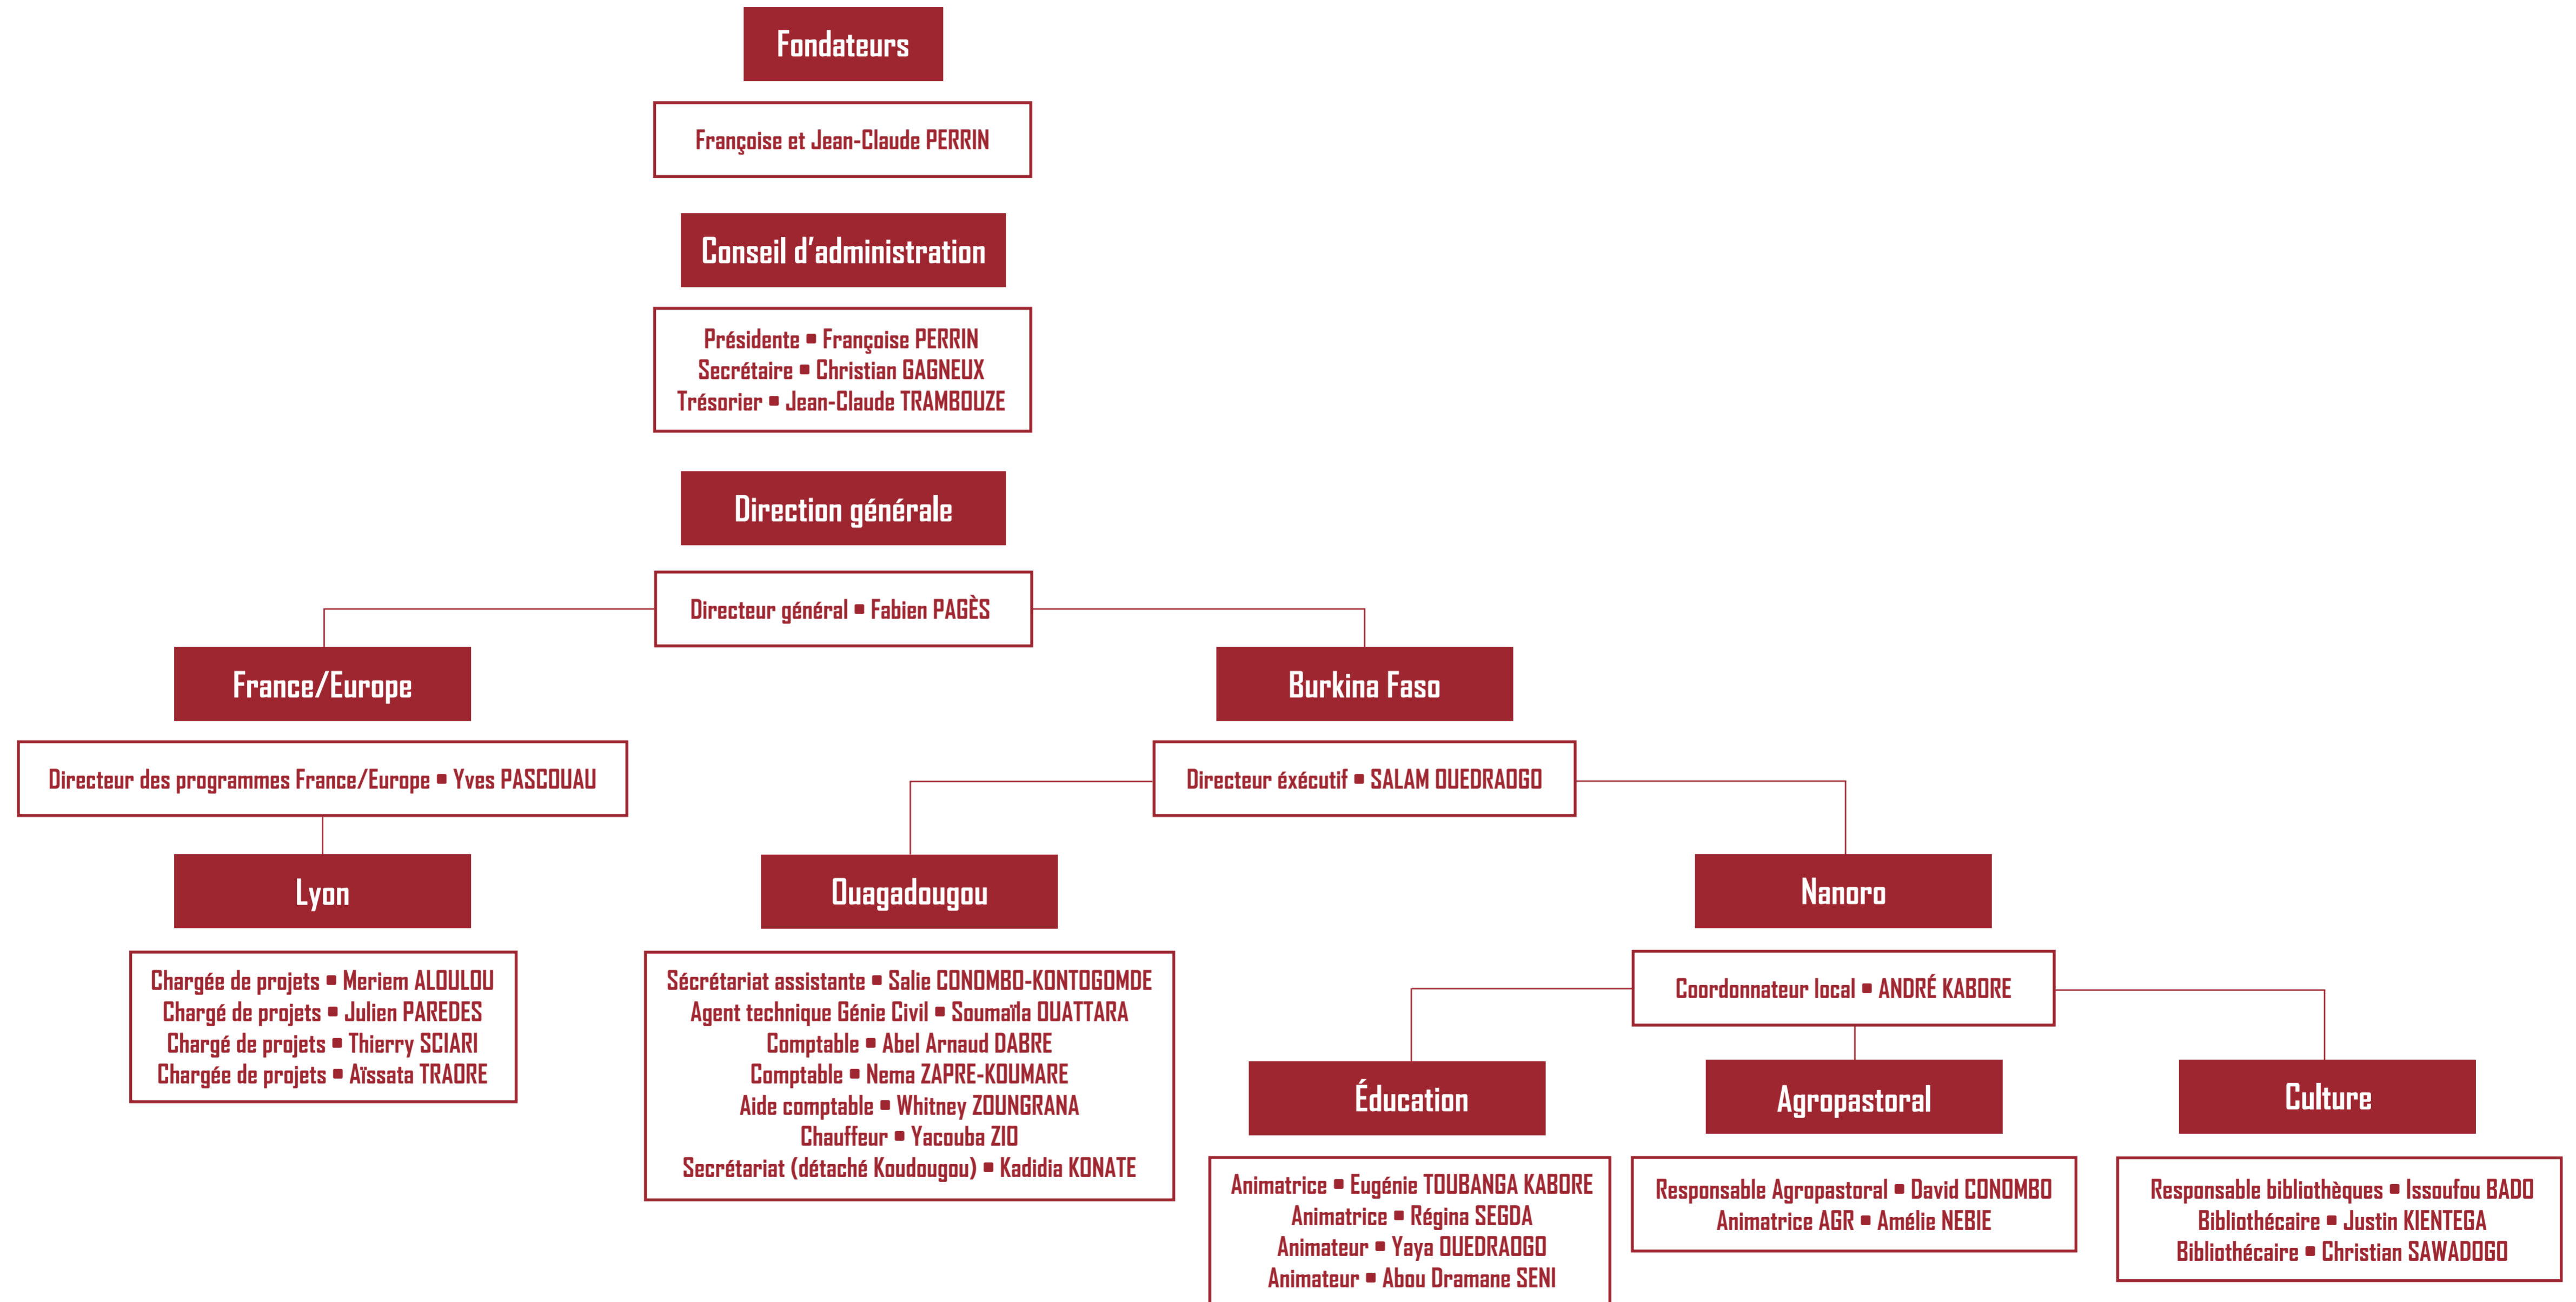 Fondateurs
Françoise et Jean-Claude PERRIN
Conseil d'administration
Présidente ▪ Françoise PERRIN
Secrétaire ▪ Christian GAGNEUX
Trésorier ▪ Jean-Claude TRAMBOUZE
Direction générale
Directeur général ▪ Fabien PAGÈS
France/Europe
Directeur des programmes France/Europe ▪ Yves PASCOUAU
Lyon
Chargée de projets ▪ Meriem ALOULOU
Chargé de projets ▪ Julien PAREDES
Chargé de projets ▪ Thierry SCIARI
Chargée de projets ▪ Aïssata TRAORE
Burkina Faso
Directeur éxécutif ▪ SALAM OUEDRAOGO
Ouagadougou
Sécrétariat assistante ▪ Salie CONOMBO-KONTOGOMDE
Agent technique Génie Civil ▪ Soumaïla OUATTARA
Comptable ▪ Abel Arnaud DABRE
Comptable ▪ Nema ZAPRE-KOUMARE
Aide comptable ▪ Whitney ZOUNGRANA
Chauffeur ▪ Yacouba ZIO
Secrétariat (détaché Koudougou) ▪ Kadidia KONATE
Nanoro
Coordonnateur local ▪ ANDRÉ KABORE
Éducation
Animatrice ▪ Eugénie TOUBANGA KABORE
Animatrice ▪ Régina SEGDA
Animateur ▪ Yaya OUEDRAOGO
Animateur ▪ Abou Dramane SENI
Agropastoral
Responsable Agropastoral ▪ David CONOMBO
Animatrice AGR ▪ Amélie NEBIE
Culture
Responsable bibliothèques ▪ Issoufou BADO
Bibliothécaire ▪ Justin KIENTEGA
Bibliothécaire ▪ Christian SAWADOGO